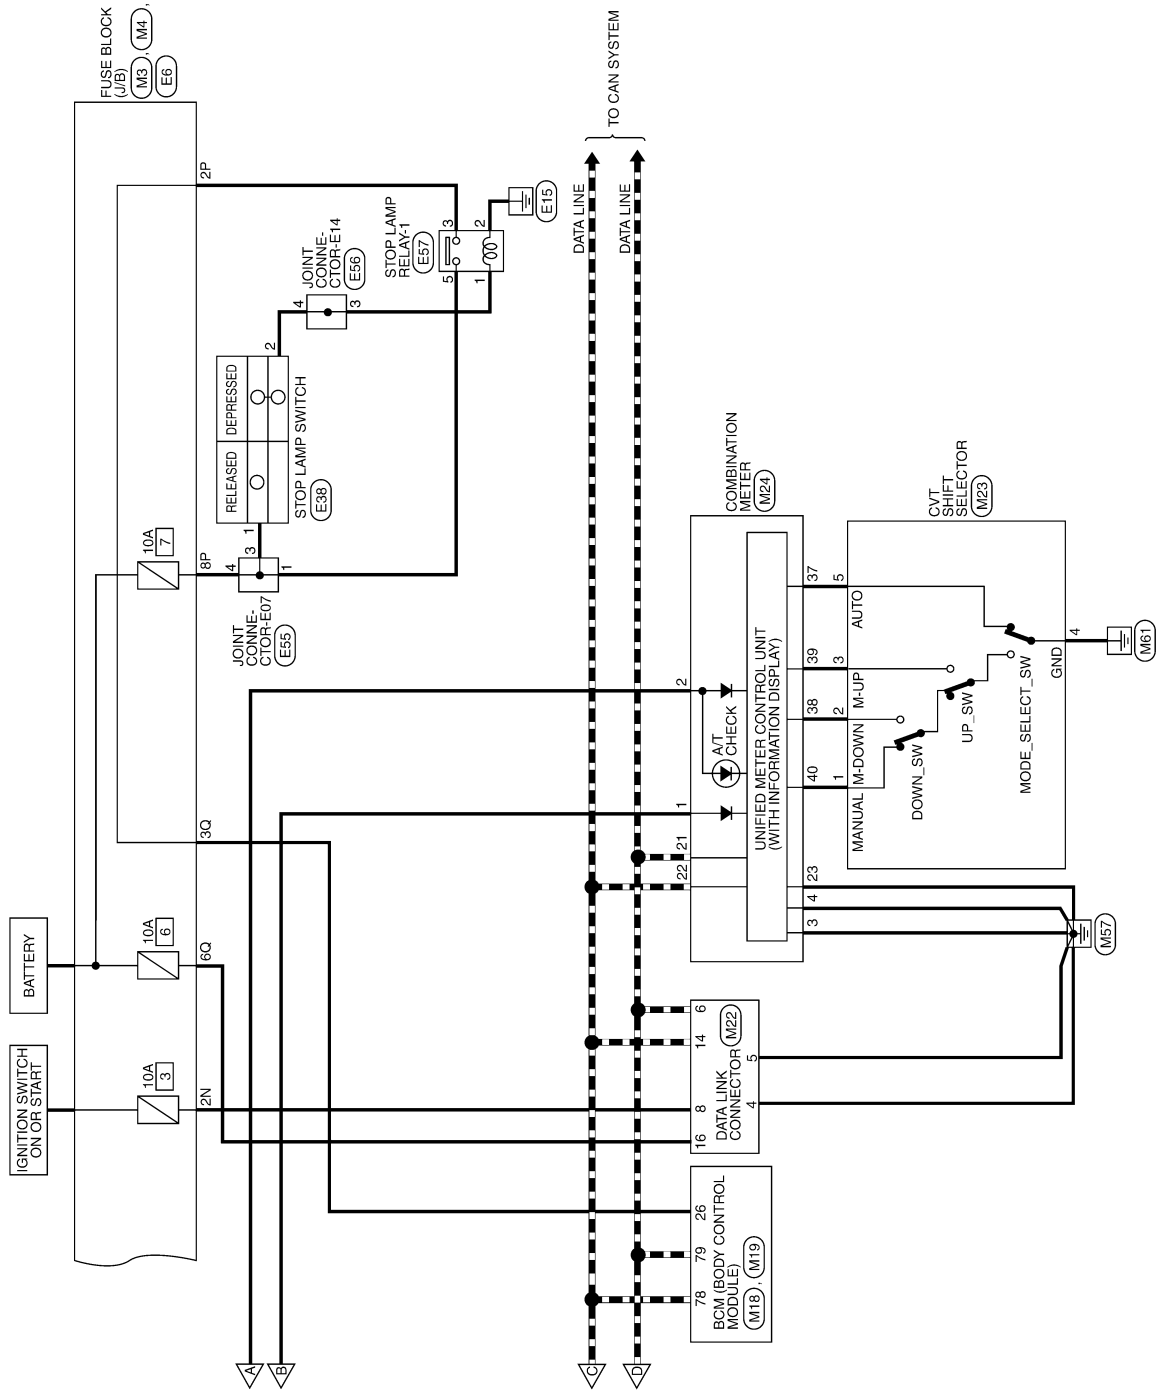 IGNITION SWITCH
ON OR START
BATTERY
FUSE BLOCK
(J/B)
M3 , M4 ,
E6
10A
3
10A
6
10A
7
2N
6Q
3Q
8P
2P
JOINT
CONNE-
CTOR-E07
E55
4
3
1
RELEASED
DEPRESSED
1
2
STOP LAMP SWITCH
E38
JOINT
CONNE-
CTOR-E14
E56
4
3
STOP LAMP
RELAY-1
E57
5
3
1
2
E15
A
B
C
D
DATA LINE
DATA LINE
TO CAN SYSTEM
78
79
26
BCM (BODY CONTROL
MODULE)
M18 , M19
16
8
14
6
DATA LINK
CONNECTOR
M22
4
5
22
21
1
2
COMBINATION
METER
M24
A/T
CHECK
UNIFIED METER CONTROL UNIT
(WITH INFORMATION DISPLAY)
3
4
23
40
38
39
37
M57
1
2
3
5
CVT
SHIFT
SELECTOR
M23
MANUAL
M-DOWN
M-UP
AUTO
DOWN_SW
UP_SW
MODE_SELECT_SW
GND
4
M61